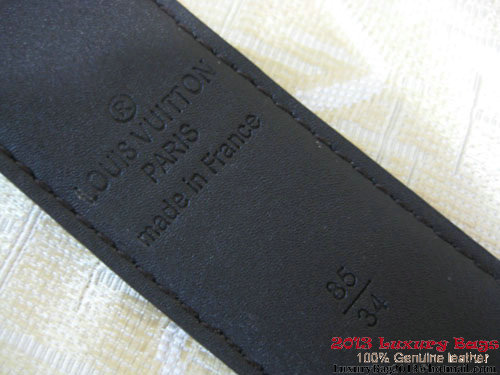 ®
LOUIS VUITTON
PARIS
made in France
85
34
2013 Luxury Bags
100% Genuine leather